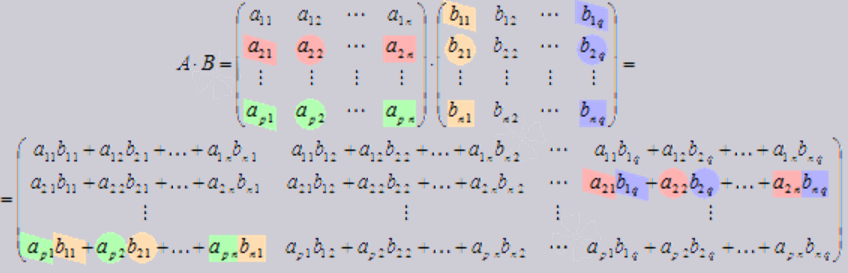 A · B = ( a₁₁ a₁₂ ⋯ a₁ₙ ) · ( b₁₁ b₁₂ ⋯ b₁q ) =
a₂₁ a₂₂ ⋯ a₂ₙ b₂₁ b₂₂ ⋯ b₂q
⋮ ⋮ ⋮ ⋮ ⋮ ⋮ ⋮ ⋮
aₚ₁ aₚ₂ ⋯ aₚₙ bₙ₁ bₙ₂ ⋯ bₙq
= ( a₁₁b₁₁ + a₁₂b₂₁ + … + a₁ₙbₙ₁ a₁₁b₁₂ + a₁₂b₂₂ + … + a₁ₙbₙ₂ ⋯ a₁₁b₁q + a₁₂b₂q + … + a₁ₙbₙq )
a₂₁b₁₁ + a₂₂b₂₁ + … + a₂ₙbₙ₁ a₂₁b₁₂ + a₂₂b₂₂ + … + a₂ₙbₙ₂ ⋯ a₂₁b₁q + a₂₂b₂q + … + a₂ₙbₙq
⋮ ⋮ ⋮ ⋮
aₚ₁b₁₁ + aₚ₂b₂₁ + … + aₚₙbₙ₁ aₚ₁b₁₂ + aₚ₂b₂₂ + … + aₚₙbₙ₂ ⋯ aₚ₁b₁q + aₚ₂b₂q + … + aₚₙbₙq